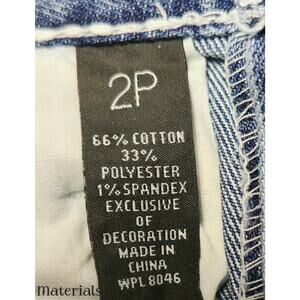 2P
66% COTTON
33%
POLYESTER
1% SPANDEX
EXCLUSIVE
OF
DECORATION
MADE IN
CHINA
WPL 8046
Materials